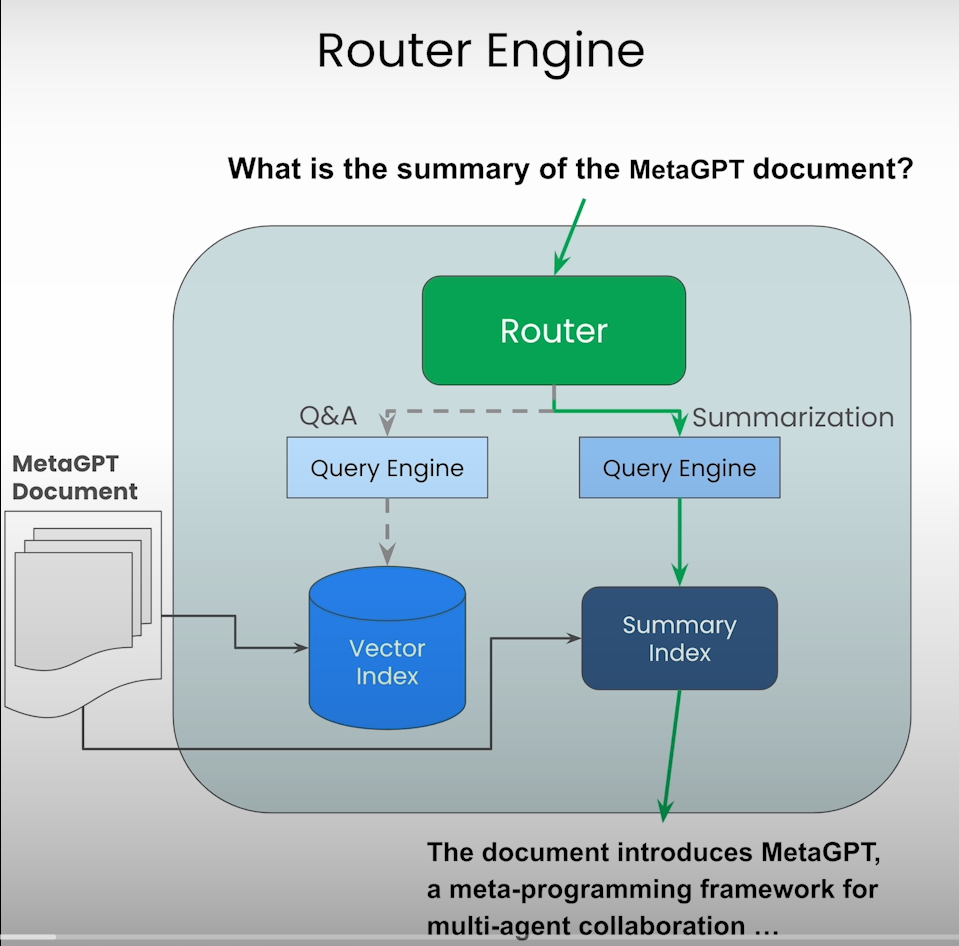 Router Engine
What is the summary of the MetaGPT document?
Router
Q&A
Summarization
Query Engine
Query Engine
MetaGPT
Document
Vector
Index
Summary
Index
The document introduces MetaGPT,
a meta-programming framework for
multi-agent collaboration ...